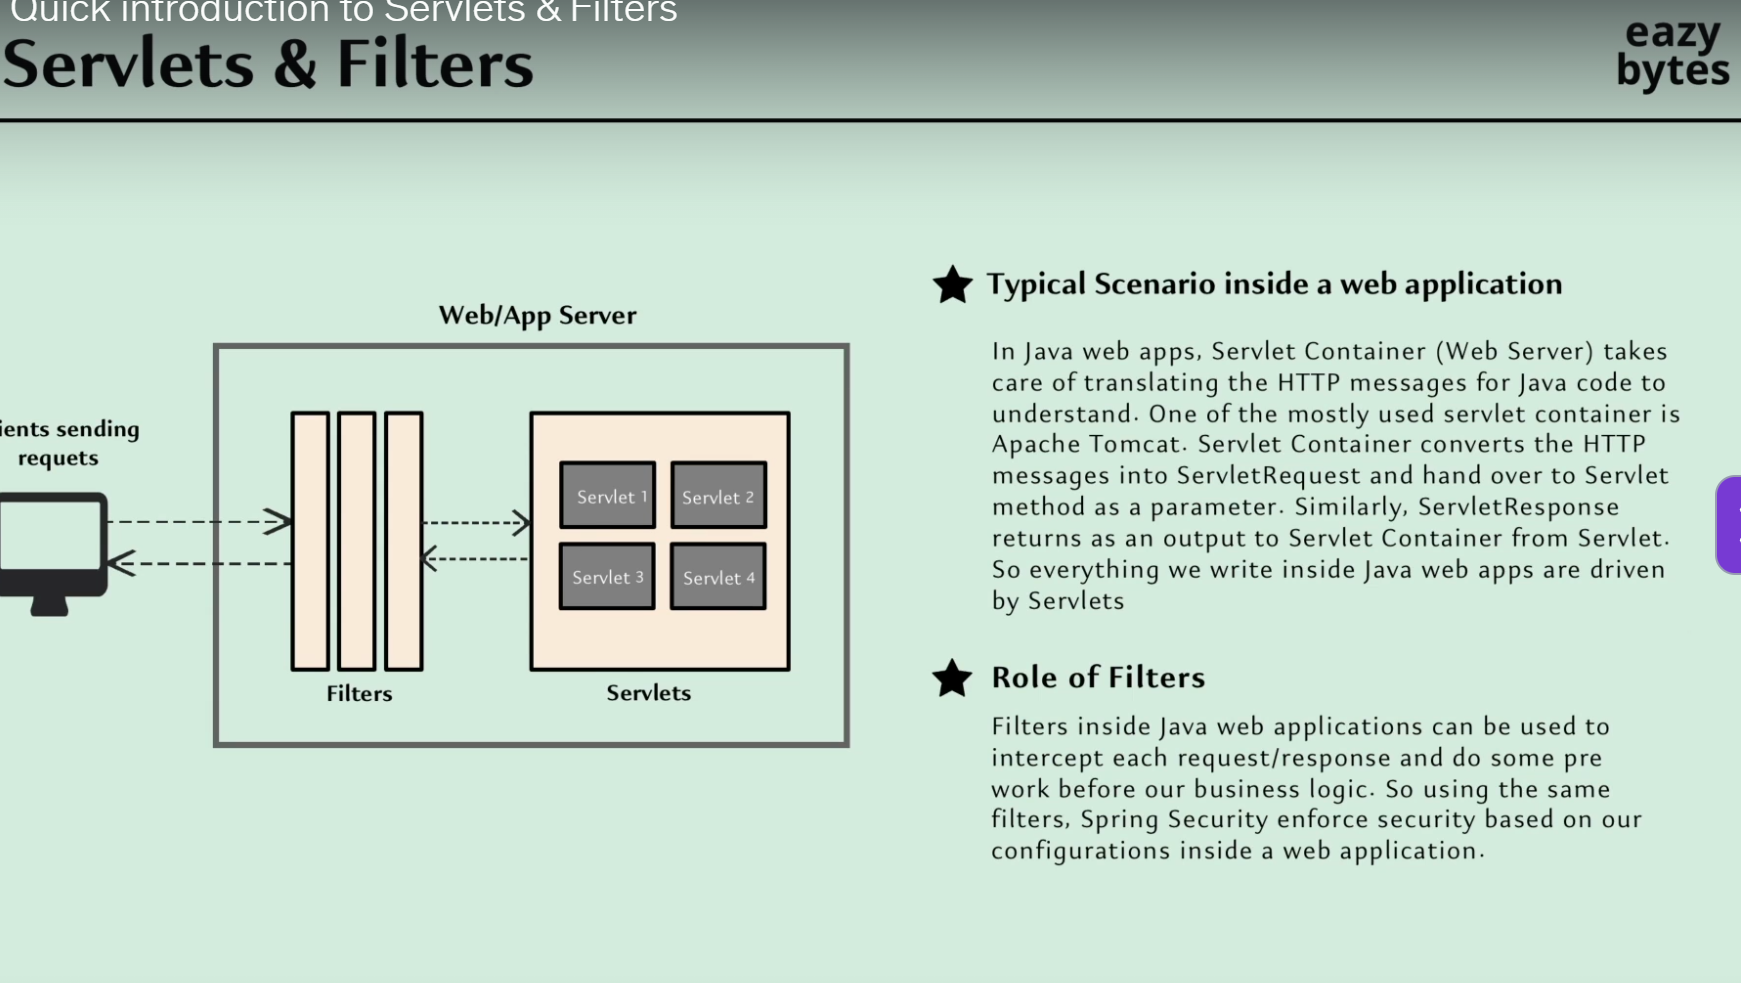 Quick introduction to Servlets & Filters
Servlets & Filters
eazy
bytes
Web/App Server
ients sending
requets
Servlet 1
Servlet 2
Servlet 3
Servlet 4
Filters
Servlets
Typical Scenario inside a web application
In Java web apps, Servlet Container (Web Server) takes
care of translating the HTTP messages for Java code to
understand. One of the mostly used servlet container is
Apache Tomcat. Servlet Container converts the HTTP
messages into ServletRequest and hand over to Servlet
method as a parameter. Similarly, ServletResponse
returns as an output to Servlet Container from Servlet.
So everything we write inside Java web apps are driven
by Servlets
Role of Filters
Filters inside Java web applications can be used to
intercept each request/response and do some pre
work before our business logic. So using the same
filters, Spring Security enforce security based on our
configurations inside a web application.